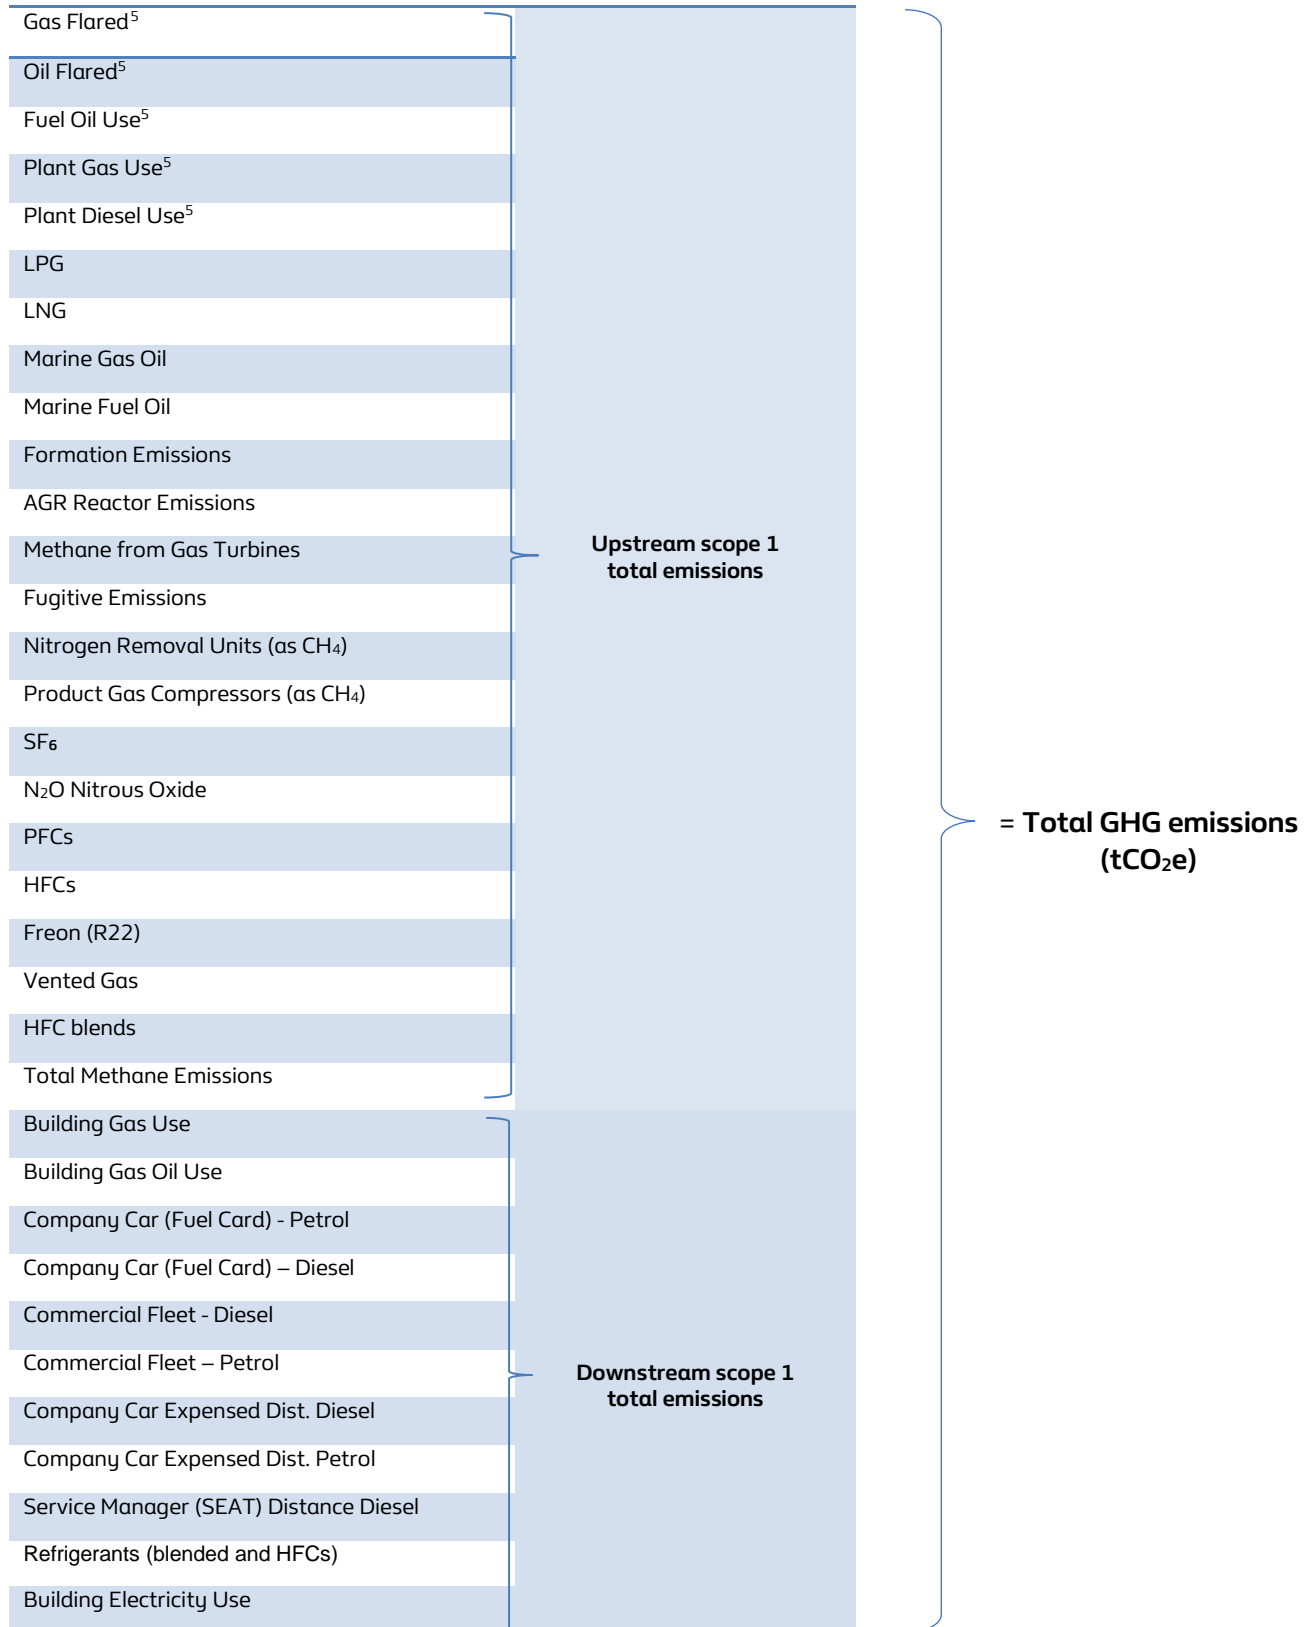 Gas Flared⁵
Oil Flared⁵
Fuel Oil Use⁵
Plant Gas Use⁵
Plant Diesel Use⁵
LPG
LNG
Marine Gas Oil
Marine Fuel Oil
Formation Emissions
AGR Reactor Emissions
Methane from Gas Turbines
Fugitive Emissions
Nitrogen Removal Units (as CH₄)
Product Gas Compressors (as CH₄)
SF₆
N₂O Nitrous Oxide
PFCs
HFCs
Freon (R22)
Vented Gas
HFC blends
Total Methane Emissions
Upstream scope 1
total emissions
Building Gas Use
Building Gas Oil Use
Company Car (Fuel Card) - Petrol
Company Car (Fuel Card) – Diesel
Commercial Fleet - Diesel
Commercial Fleet – Petrol
Company Car Expensed Dist. Diesel
Company Car Expensed Dist. Petrol
Service Manager (SEAT) Distance Diesel
Refrigerants (blended and HFCs)
Building Electricity Use
Downstream scope 1
total emissions
= Total GHG emissions
(tCO₂e)